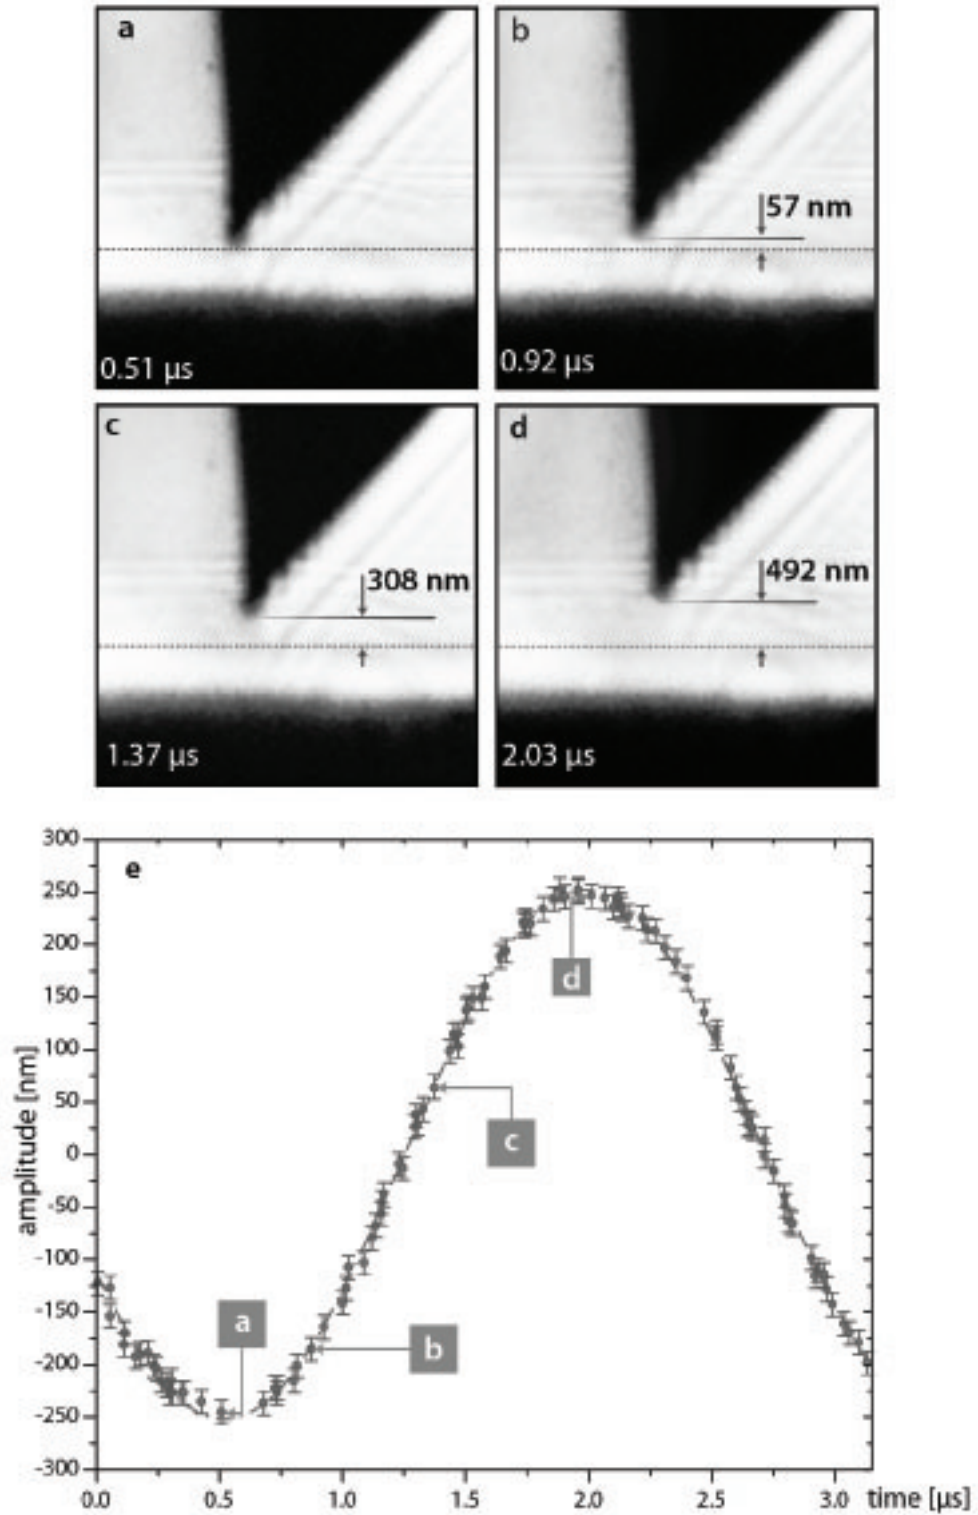 a
b
57 nm
0.51 µs
0.92 µs
c
d
308 nm
492 nm
1.37 µs
2.03 µs
e
300
250
200
150
100
50
0
-50
-100
-150
-200
-250
-300
amplitude [nm]
d
c
a
b
0.0 0.5 1.0 1.5 2.0 2.5 3.0 time [µs]